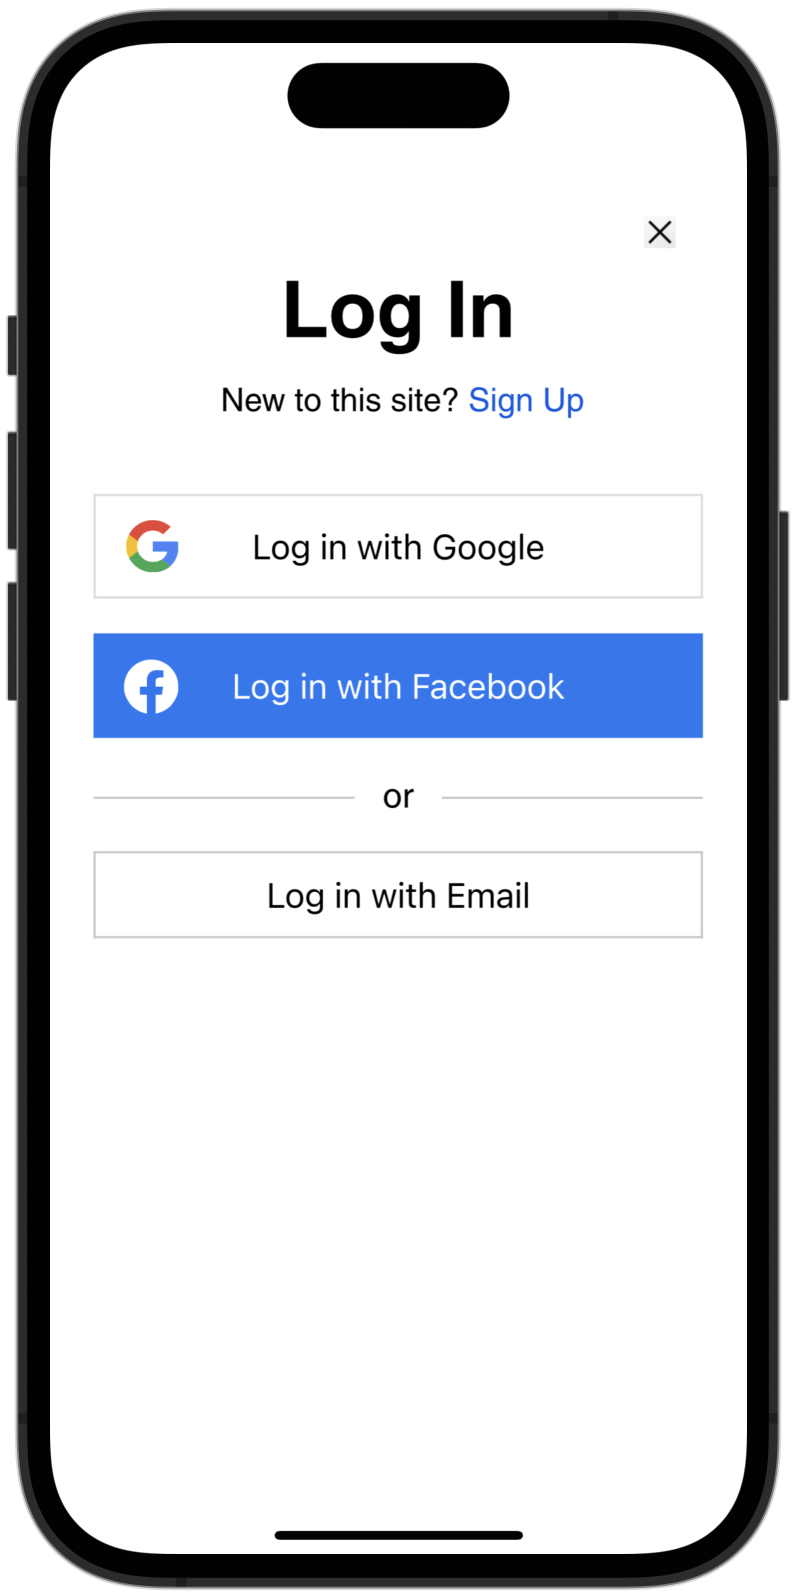 Log In
New to this site? Sign Up
Log in with Google
Log in with Facebook
or
Log in with Email